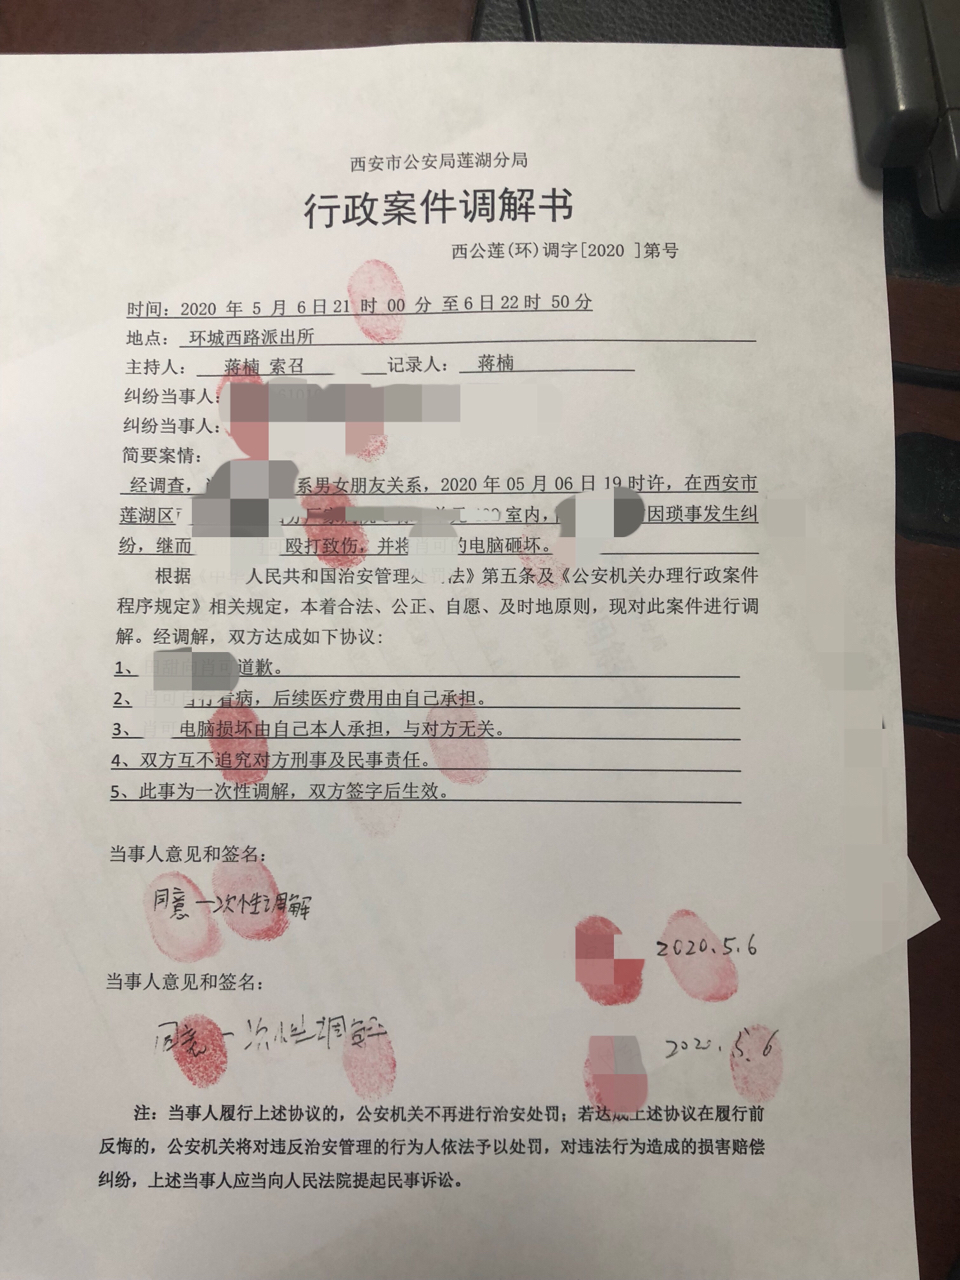 西安市公安局莲湖分局
行政案件调解书
西公莲(环)调字[2020 ]第号
时间：2020 年 5 月 6日21 时 00 分 至6日22时 50分
地点： 环城西路派出所
主持人： 蒋楠 索召 记录人： 蒋楠
纠纷当事人：
纠纷当事人：
简要案情：
经调查， 系男女朋友关系，2020 年 05 月 06 日 19 时许，在西安市
莲湖区 室内， 因琐事发生纠
纷，继而 殴打致伤，并将 的电脑砸坏。
根据 人民共和国治安管理处罚法》第五条及《公安机关办理行政案件
程序规定》相关规定，本着合法、公正、自愿、及时地原则，现对此案件进行调
解。经调解，双方达成如下协议：
1、 道歉。
2、 自行看病，后续医疗费用由自己承担。
3、 电脑损坏由自己本人承担，与对方无关。
4、双方互不追究对方刑事及民事责任。
5、此事为一次性调解，双方签字后生效。
当事人意见和签名：
同意一次性调解
2020.5.6
当事人意见和签名：
同意一次性调解
2020.5.6
注：当事人履行上述协议的，公安机关不再进行治安处罚；若达成上述协议在履行前
反悔的，公安机关将对违反治安管理的行为人依法予以处罚，对违法行为造成的损害赔偿
纠纷，上述当事人应当向人民法院提起民事诉讼。